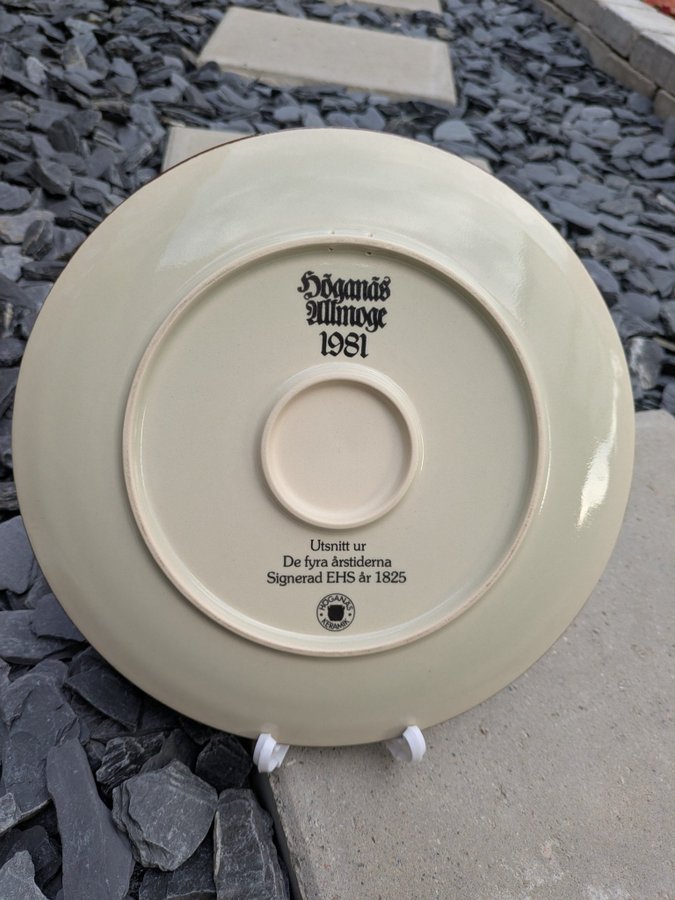 Höganäs
Allmoge
1981
Utsnitt ur
De fyra årstiderna
Signerad EHS år 1825
HÖGANÄS
KERAMIK